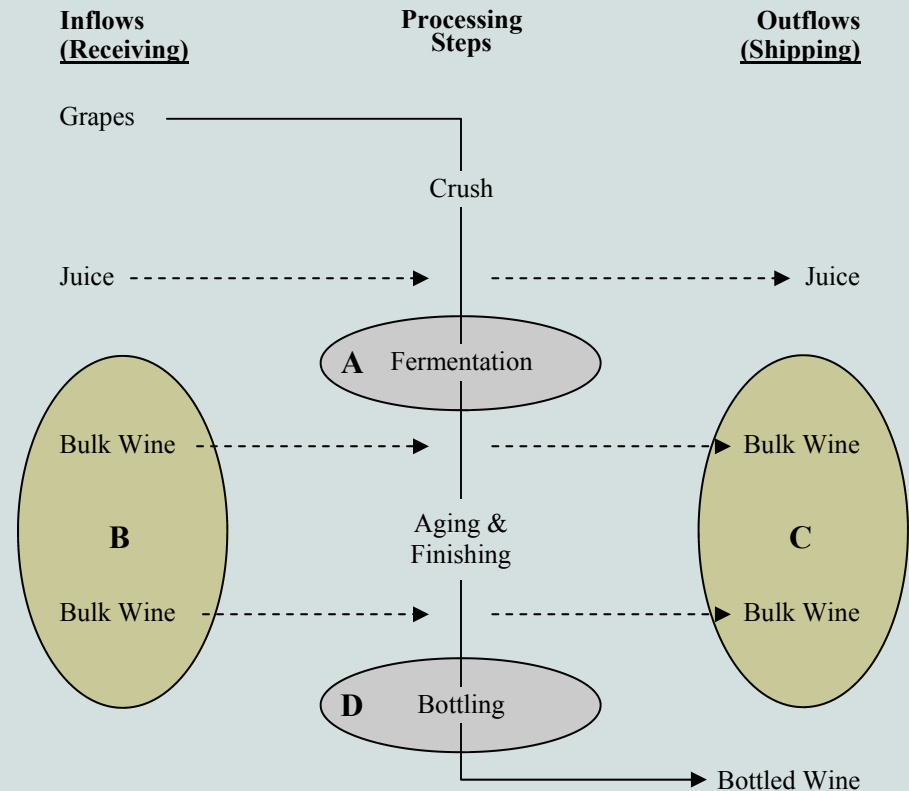 Inflows
(Receiving)
Processing
Steps
Outflows
(Shipping)
Grapes
Crush
Juice
Juice
A
Fermentation
Bulk Wine
Bulk Wine
B
Aging &
Finishing
C
Bulk Wine
Bulk Wine
D
Bottling
Bottled Wine